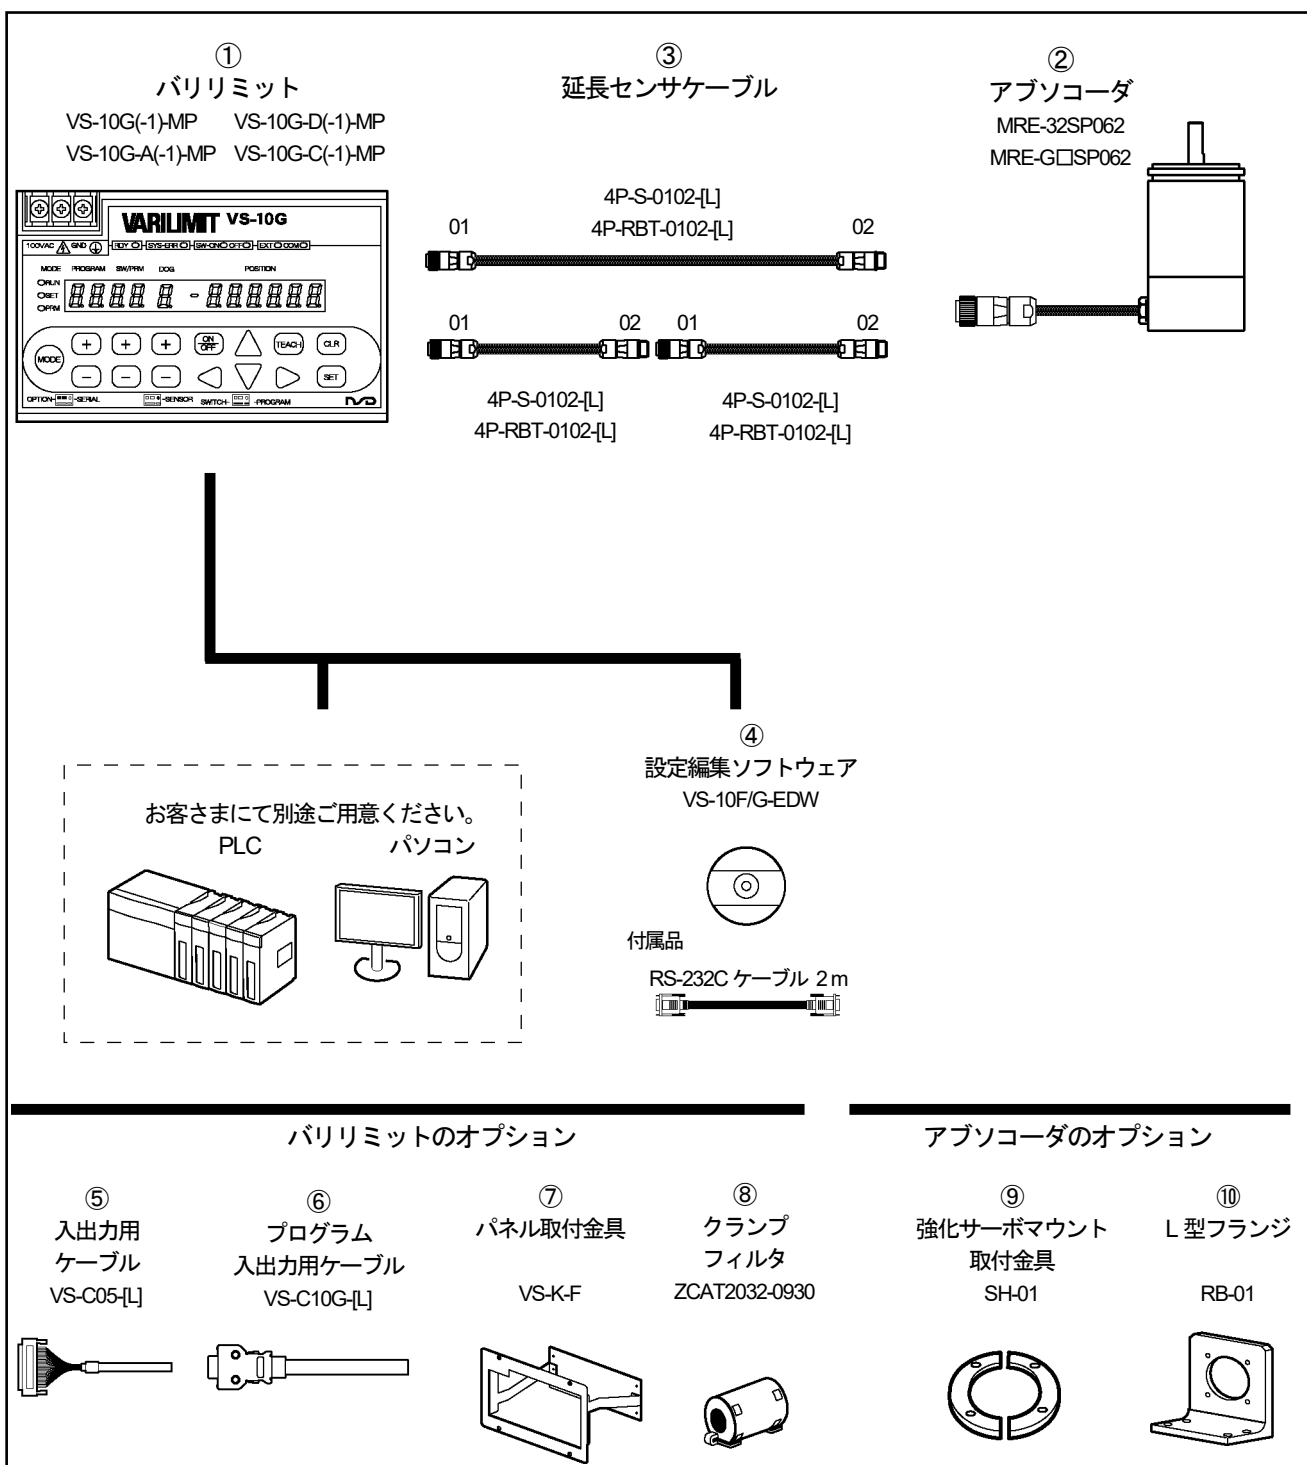 ①
バリリミット
VS-10G(-1)-MP VS-10G-D(-1)-MP
VS-10G-A(-1)-MP VS-10G-C(-1)-MP
③
延長センサケーブル
②
アブソコーダ
MRE-32SP062
MRE-G□SP062
VARILIMIT VS-10G
100VAC GND
RDY SYS-ERR SW-ON OFF EXT COM
MODE PROGRAM SW/PRM DOG POSITION
RUN
SET
PRM
MODE
ON
OFF
TEACH
CLR
SET
OPTION SERIAL SENSOR SWITCH PROGRAM
NSD
4P-S-0102-[L]
4P-RBT-0102-[L]
01 02
01 02 01 02
4P-S-0102-[L] 4P-S-0102-[L]
4P-RBT-0102-[L] 4P-RBT-0102-[L]
④
設定編集ソフトウェア
VS-10F/G-EDW
付属品
RS-232C ケーブル 2 m
お客さまにて別途ご用意ください。
PLC パソコン
バリリミットのオプション
⑤
入出力用
ケーブル
VS-C05-[L]
⑥
プログラム
入出力用ケーブル
VS-C10G-[L]
⑦
パネル取付金具
VS-K-F
⑧
クランプ
フィルタ
ZCAT2032-0930
アブソコーダのオプション
⑨
強化サーボマウント
取付金具
SH-01
⑩
L 型フランジ
RB-01